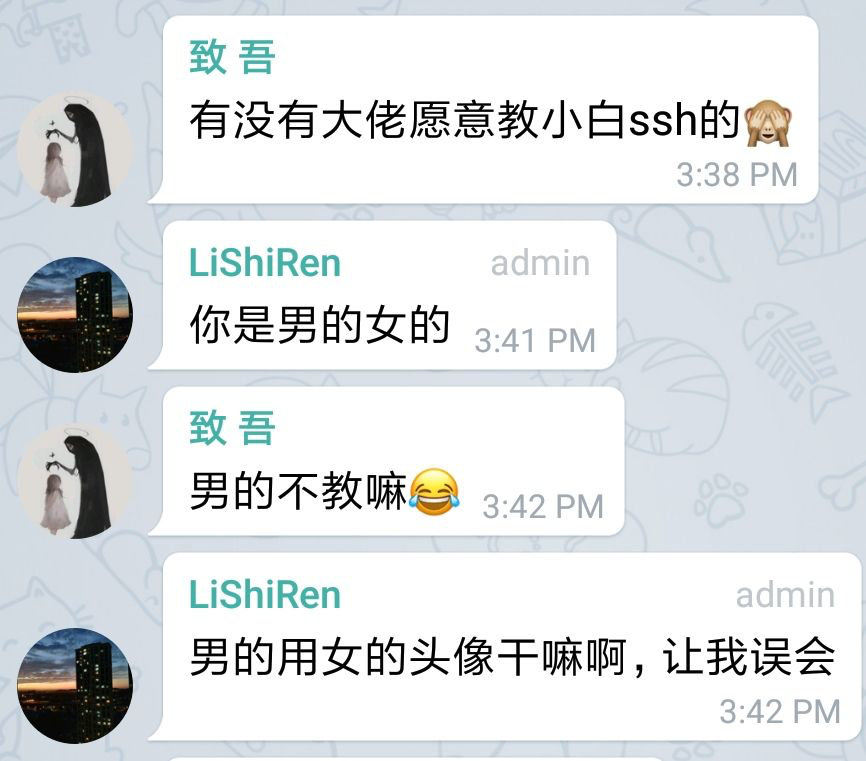 致 吾
有没有大佬愿意教小白ssh的🙈
3:38 PM
LiShiRen admin
你是男的女的 3:41 PM
致 吾
男的不教嘛😂 3:42 PM
LiShiRen admin
男的用女的头像干嘛啊，让我误会
3:42 PM